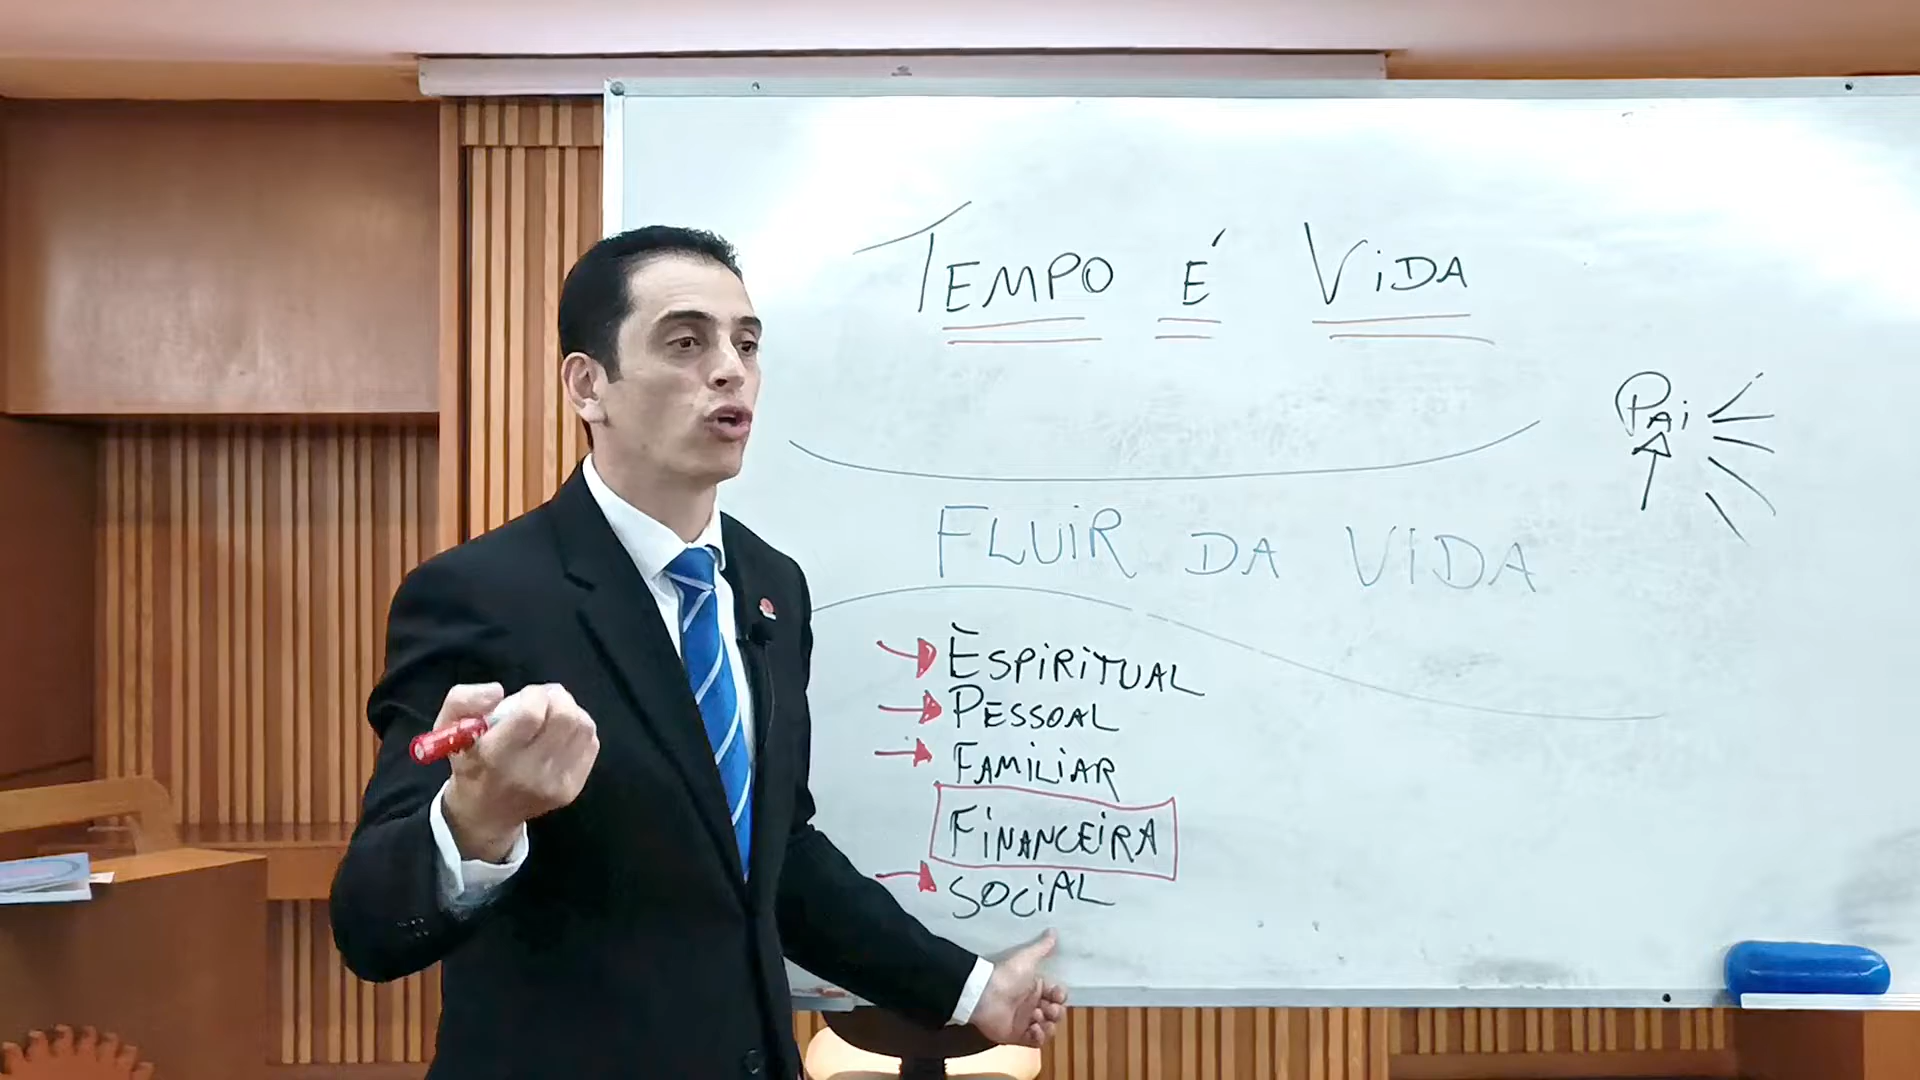 TEMPO É VIDA
PAi
FLUiR DA ViDA
ESPiRiTUAL
PESSOAL
FAMiLiAR
FiNANCEiRA
SOCiAL